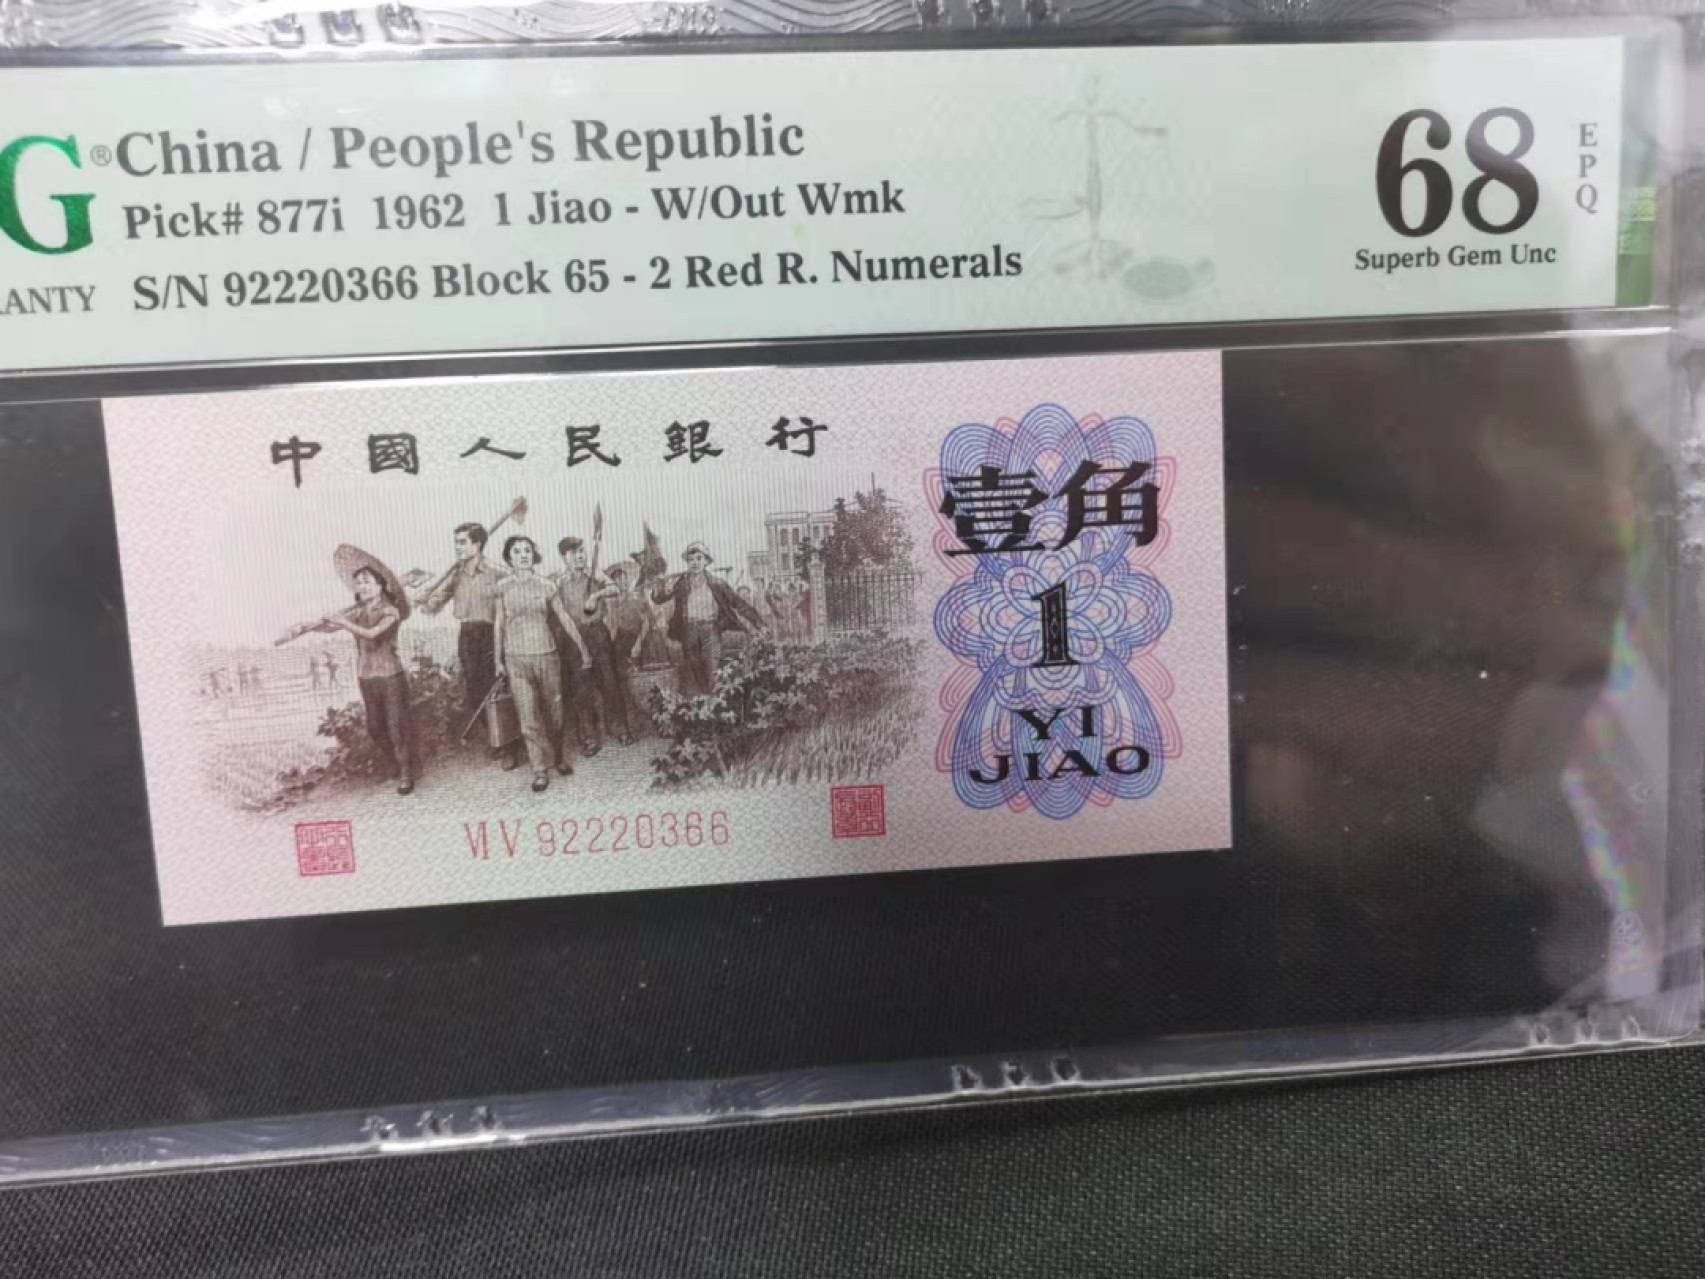 G® China / People's Republic
Pick# 877i 1962 1 Jiao - W/Out Wmk
ANTY S/N 92220366 Block 65 - 2 Red R. Numerals
68
EPQ
Superb Gem Unc
中國人民銀行
壹角
1
YI
JIAO
VI V 92220366